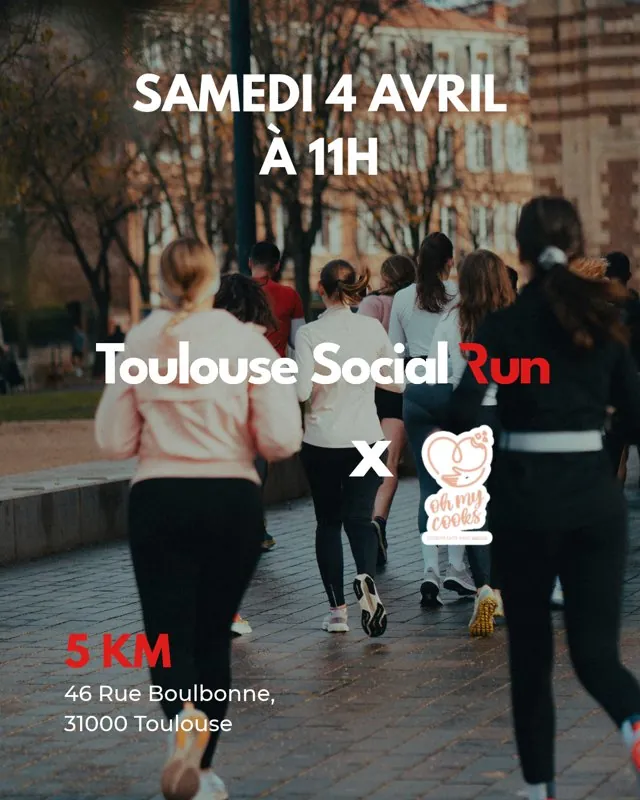 SAMEDI 4 AVRIL
À 11H
Toulouse Social Run
x
oh my
cooks
5 KM
46 Rue Boulbonne,
31000 Toulouse